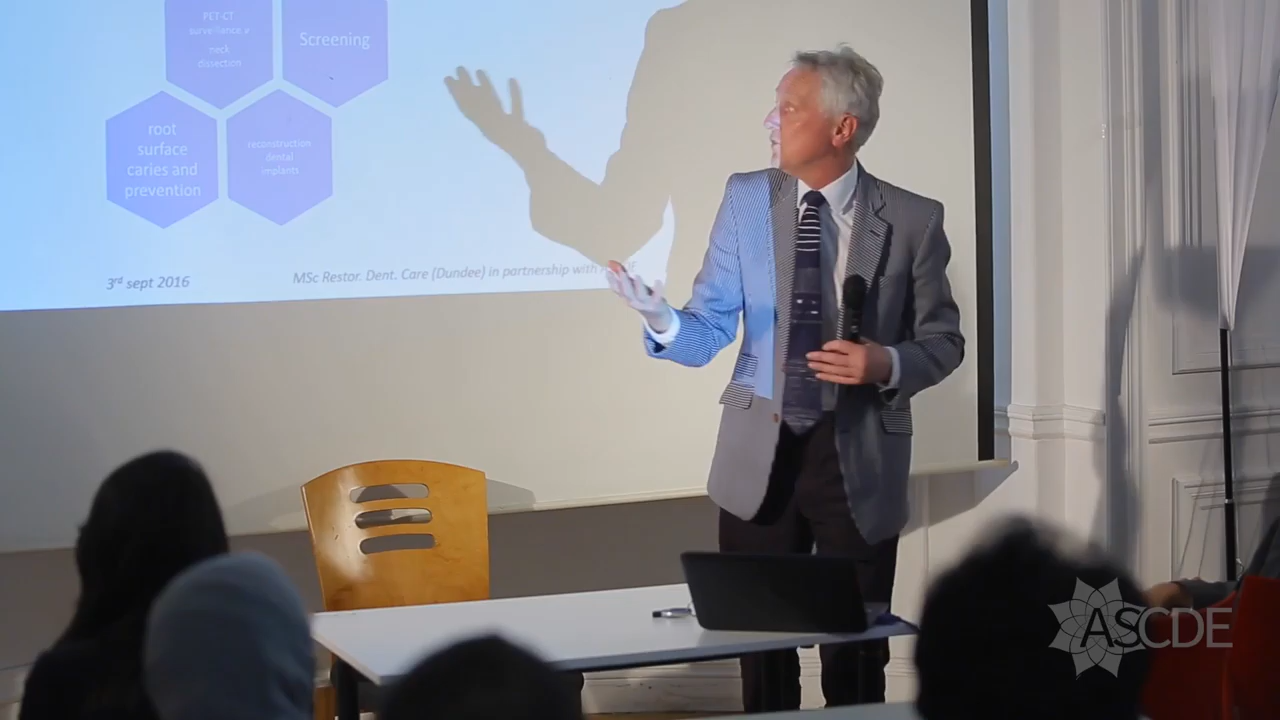 PET-CT
surveillance v
neck
dissection
Screening
root
surface
caries and
prevention
reconstruction
dental
implants
3rd sept 2016
MSc Restor. Dent. Care (Dundee) in partnership with
ASCDE